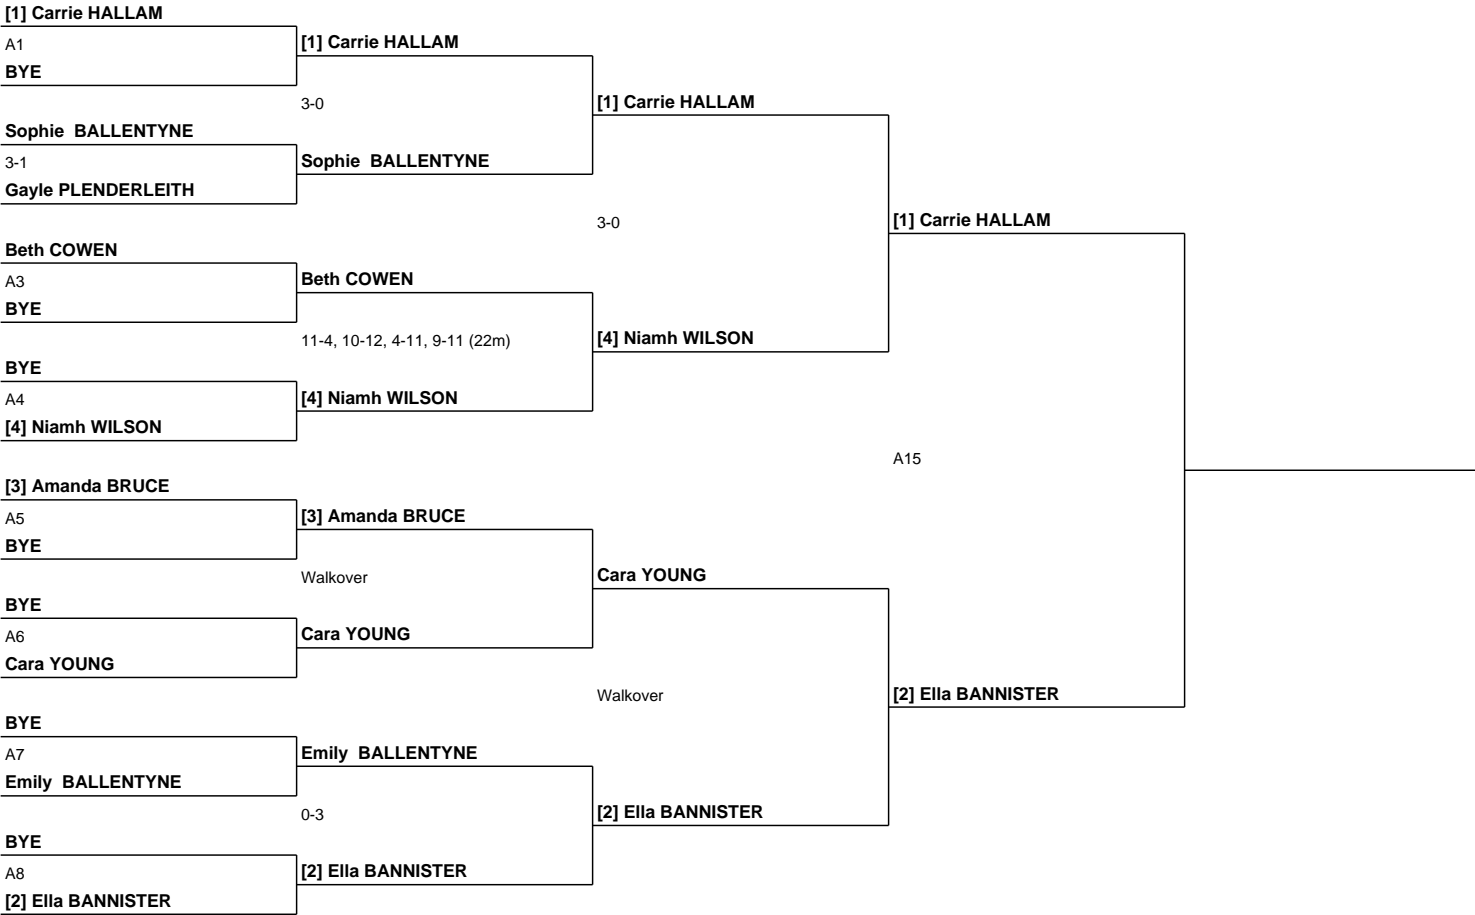 [1] Carrie HALLAM
A1
BYE
Sophie  BALLENTYNE
3-1
Gayle PLENDERLEITH
Beth COWEN
A3
BYE
BYE
A4
[4] Niamh WILSON
[3] Amanda BRUCE
A5
BYE
BYE
A6
Cara YOUNG
BYE
A7
Emily  BALLENTYNE
BYE
A8
[2] Ella BANNISTER
[1] Carrie HALLAM
3-0
Sophie  BALLENTYNE
Beth COWEN
11-4, 10-12, 4-11, 9-11 (22m)
[4] Niamh WILSON
[3] Amanda BRUCE
Walkover
Cara YOUNG
Emily  BALLENTYNE
0-3
[2] Ella BANNISTER
[1] Carrie HALLAM
3-0
[4] Niamh WILSON
Cara YOUNG
Walkover
[2] Ella BANNISTER
[1] Carrie HALLAM
A15
[2] Ella BANNISTER